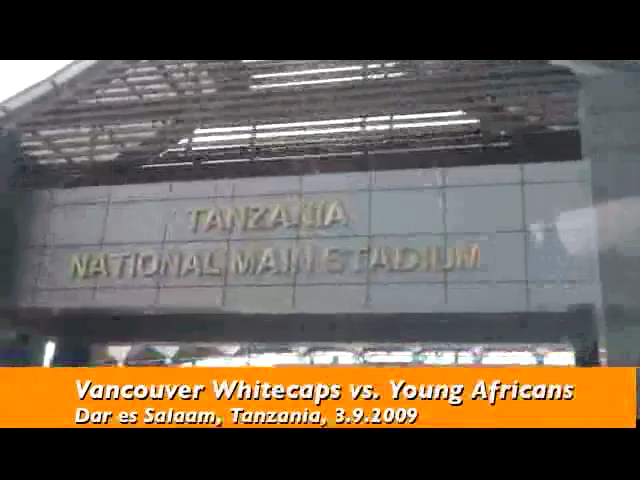 TANZANIA
NATIONAL MAIN STADIUM
Vancouver Whitecaps vs. Young Africans
Dar es Salaam, Tanzania, 3.9.2009